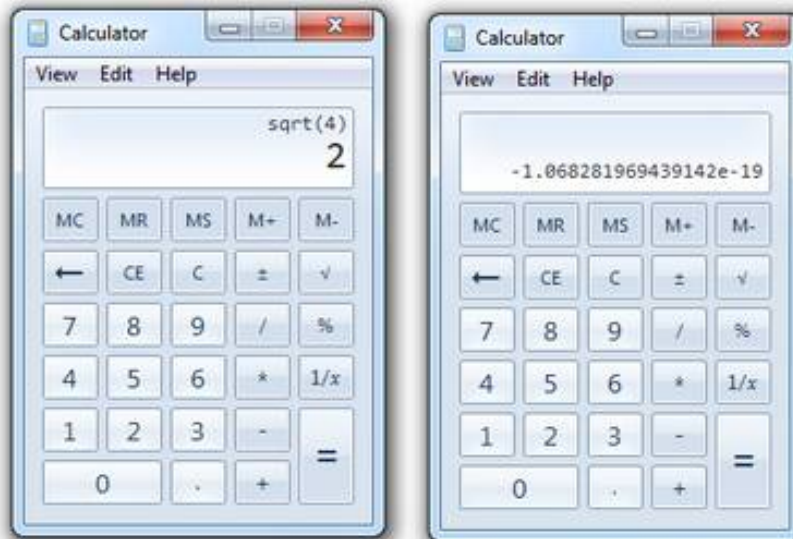 Calculator
View Edit Help
sqrt(4)
2
MC MR MS M+ M-
← CE C ± √
7 8 9 / %
4 5 6 * 1/x
1 2 3 - =
0 . +
Calculator
View Edit Help
-1.068281969439142e-19
MC MR MS M+ M-
← CE C ± √
7 8 9 / %
4 5 6 * 1/x
1 2 3 - =
0 . +